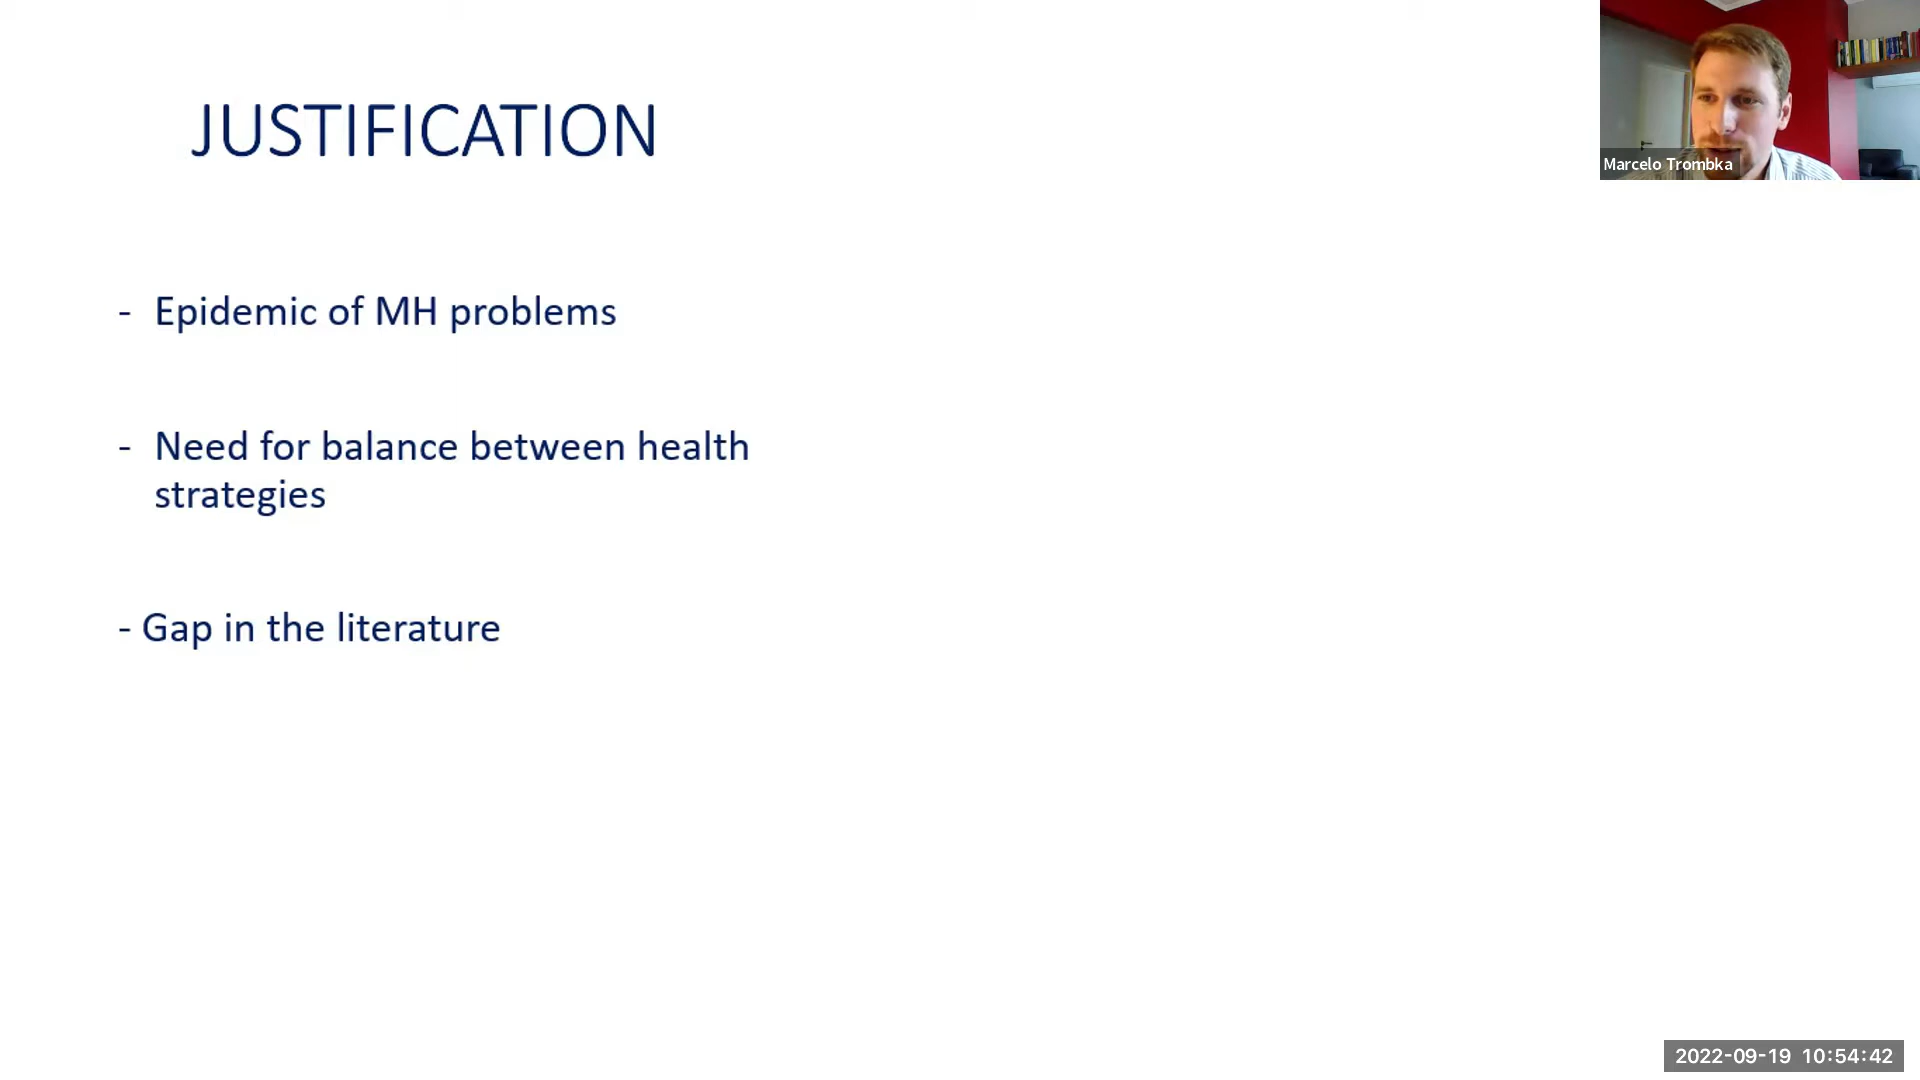 JUSTIFICATION
Marcelo Trombka
- Epidemic of MH problems
- Need for balance between health
strategies
- Gap in the literature
2022-09-19 10:54:42